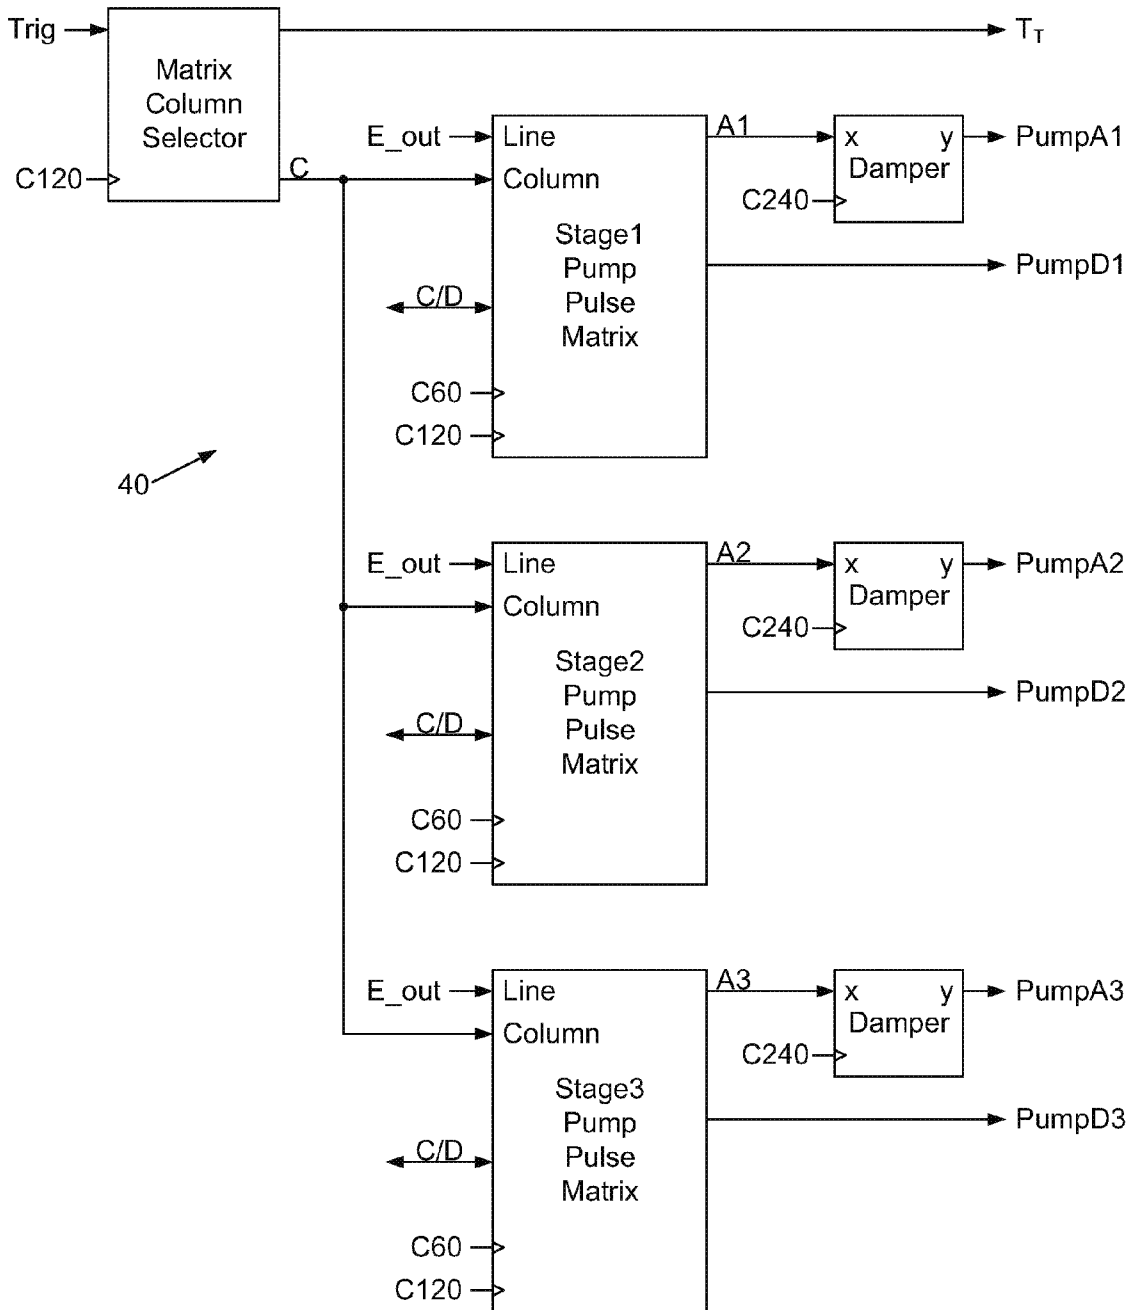 Trig
T_T
Matrix
Column
Selector
C120
C
E_out
Line
A1
x
y
PumpA1
Column
Damper
C240
Stage1
Pump
Pulse
Matrix
PumpD1
C/D
C60
C120
40
E_out
Line
A2
x
y
PumpA2
Column
Damper
C240
Stage2
Pump
Pulse
Matrix
PumpD2
C/D
C60
C120
E_out
Line
A3
x
y
PumpA3
Column
Damper
C240
Stage3
Pump
Pulse
Matrix
PumpD3
C/D
C60
C120